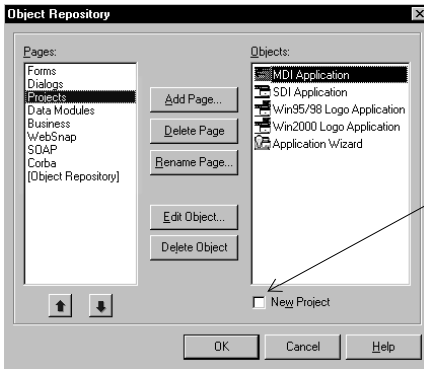 Object Repository
Pages:
Forms
Dialogs
Projects
Data Modules
Business
WebSnap
SOAP
Corba
[Object Repository]
Add Page...
Delete Page
Rename Page...
Edit Object...
Delete Object
Objects:
MDI Application
SDI Application
Win95/98 Logo Application
Win2000 Logo Application
Application Wizard
New Project
OK
Cancel
Help